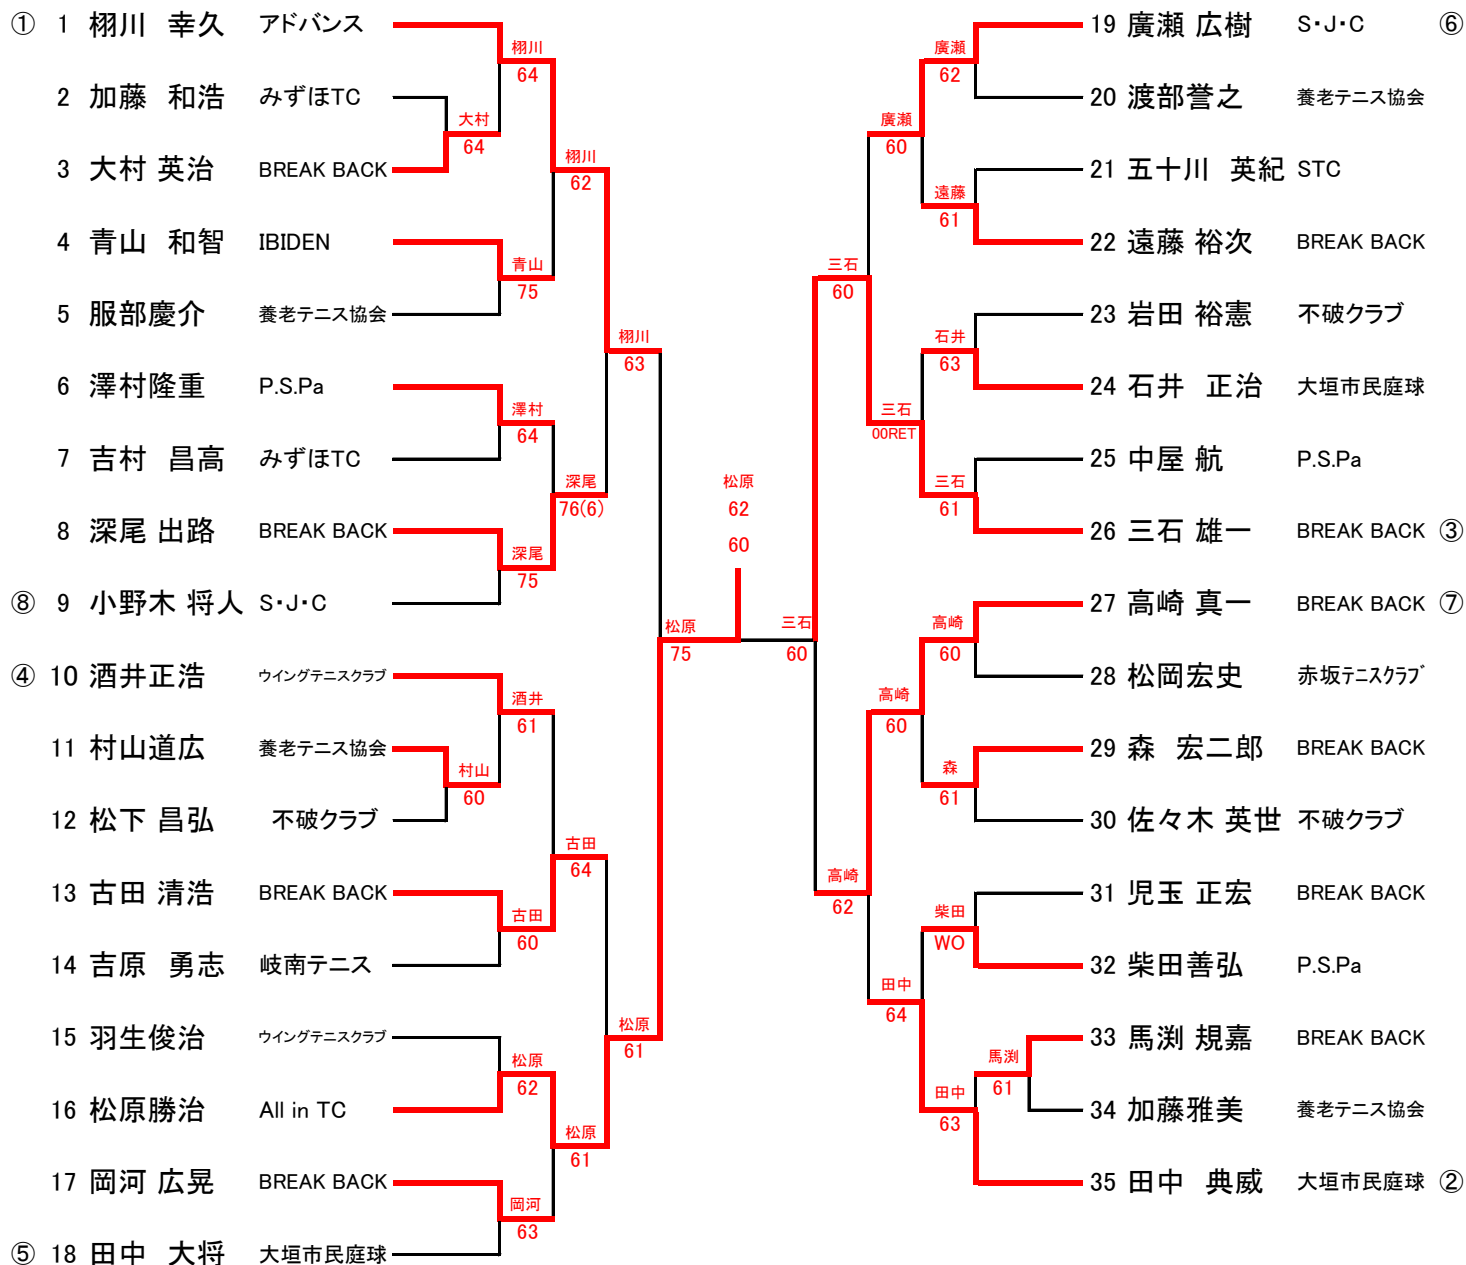 ① 1 栩川 幸久 アドバンス
2 加藤 和浩 みずほTC
3 大村 英治 BREAK BACK
4 青山 和智 IBIDEN
5 服部慶介 養老テニス協会
6 澤村隆重 P.S.Pa
7 吉村 昌高 みずほTC
8 深尾 出路 BREAK BACK
⑧ 9 小野木 将人 S・J・C
④ 10 酒井正浩 ウイングテニスクラブ
11 村山道広 養老テニス協会
12 松下 昌弘 不破クラブ
13 古田 清浩 BREAK BACK
14 吉原 勇志 岐南テニス
15 羽生俊治 ウイングテニスクラブ
16 松原勝治 All in TC
17 岡河 広晃 BREAK BACK
⑤ 18 田中 大将 大垣市民庭球
大村
64
村山
60
栩川
64
青山
75
澤村
64
深尾
75
酒井
61
古田
60
松原
62
岡河
63
栩川
62
深尾
76(6)
古田
64
松原
61
栩川
63
松原
61
松原
75
松原
62
60
三石
60
三石
60
高崎
62
廣瀬
60
三石
00RET
高崎
60
田中
64
廣瀬
62
遠藤
61
石井
63
三石
61
高崎
60
森
61
柴田
WO
田中
63
馬渕
61
19 廣瀬 広樹 S・J・C ⑥
20 渡部誉之 養老テニス協会
21 五十川 英紀 STC
22 遠藤 裕次 BREAK BACK
23 岩田 裕憲 不破クラブ
24 石井 正治 大垣市民庭球
25 中屋 航 P.S.Pa
26 三石 雄一 BREAK BACK ③
27 高崎 真一 BREAK BACK ⑦
28 松岡宏史 赤坂テニスクラブ
29 森 宏二郎 BREAK BACK
30 佐々木 英世 不破クラブ
31 児玉 正宏 BREAK BACK
32 柴田善弘 P.S.Pa
33 馬渕 規嘉 BREAK BACK
34 加藤雅美 養老テニス協会
35 田中 典威 大垣市民庭球 ②